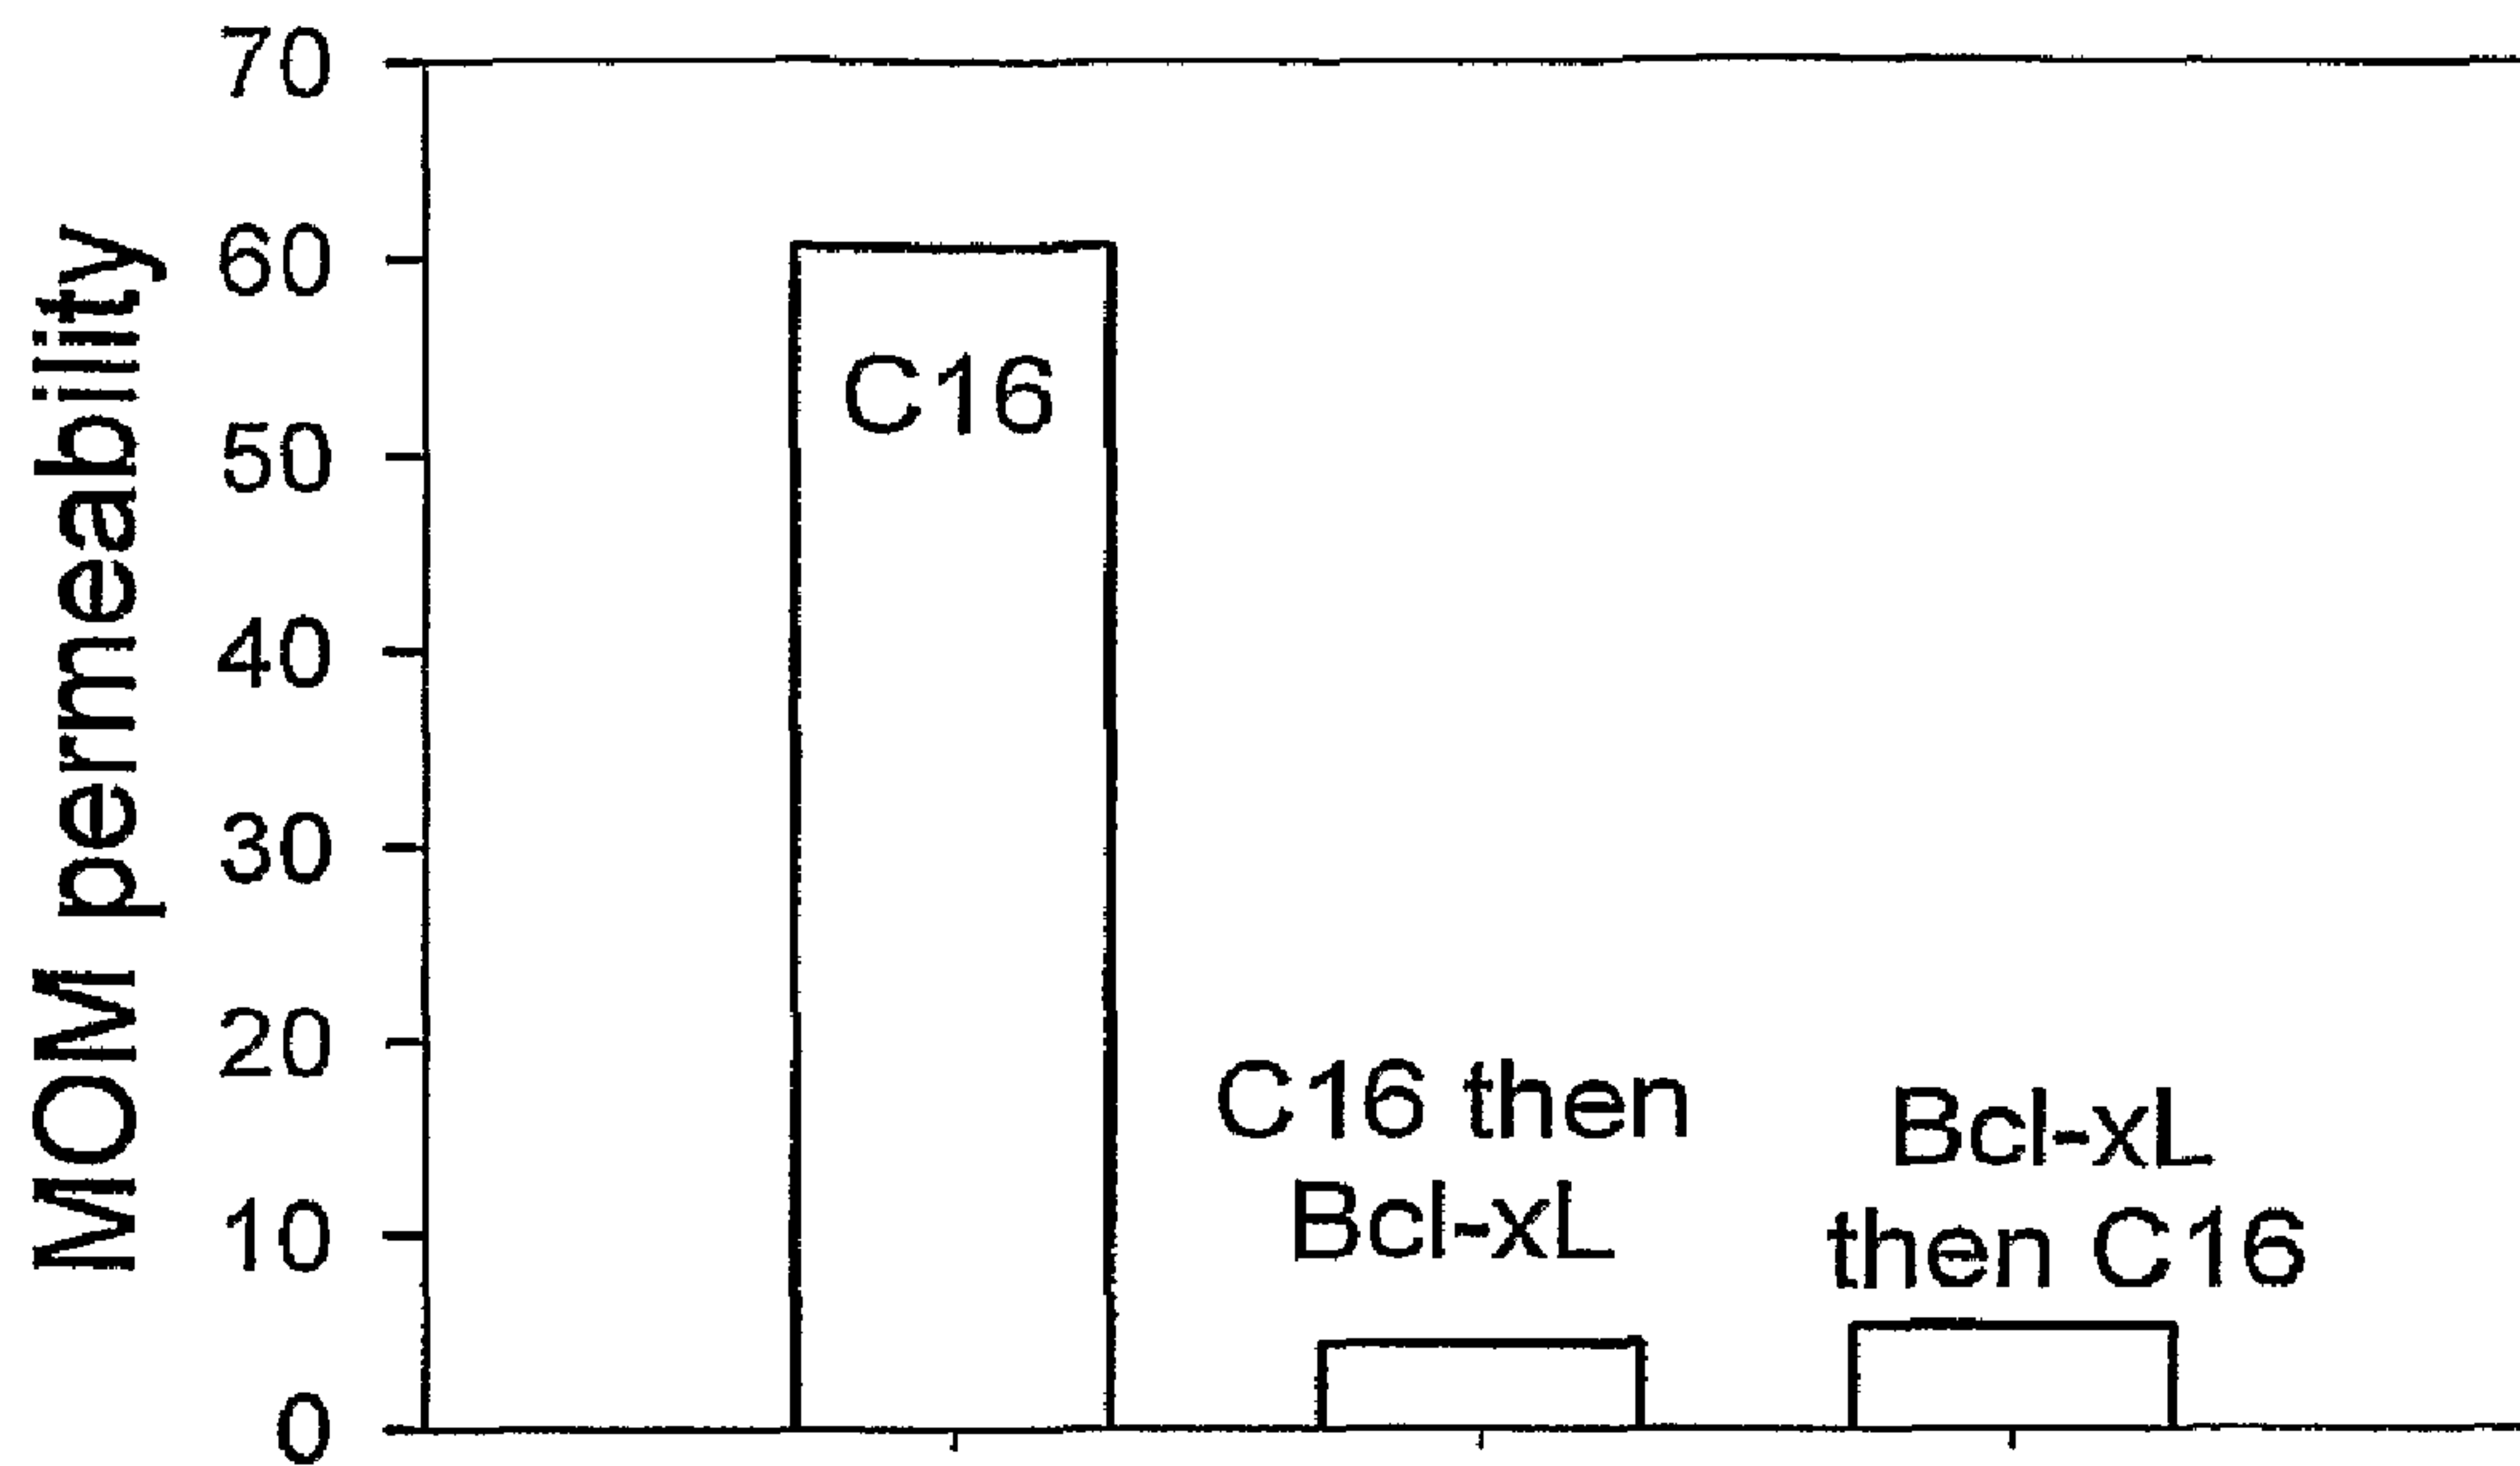 MOM permeability
70
60
50
40
30
20
10
0
C16
C16 then
Bcl-xL
Bcl-xL
then C16